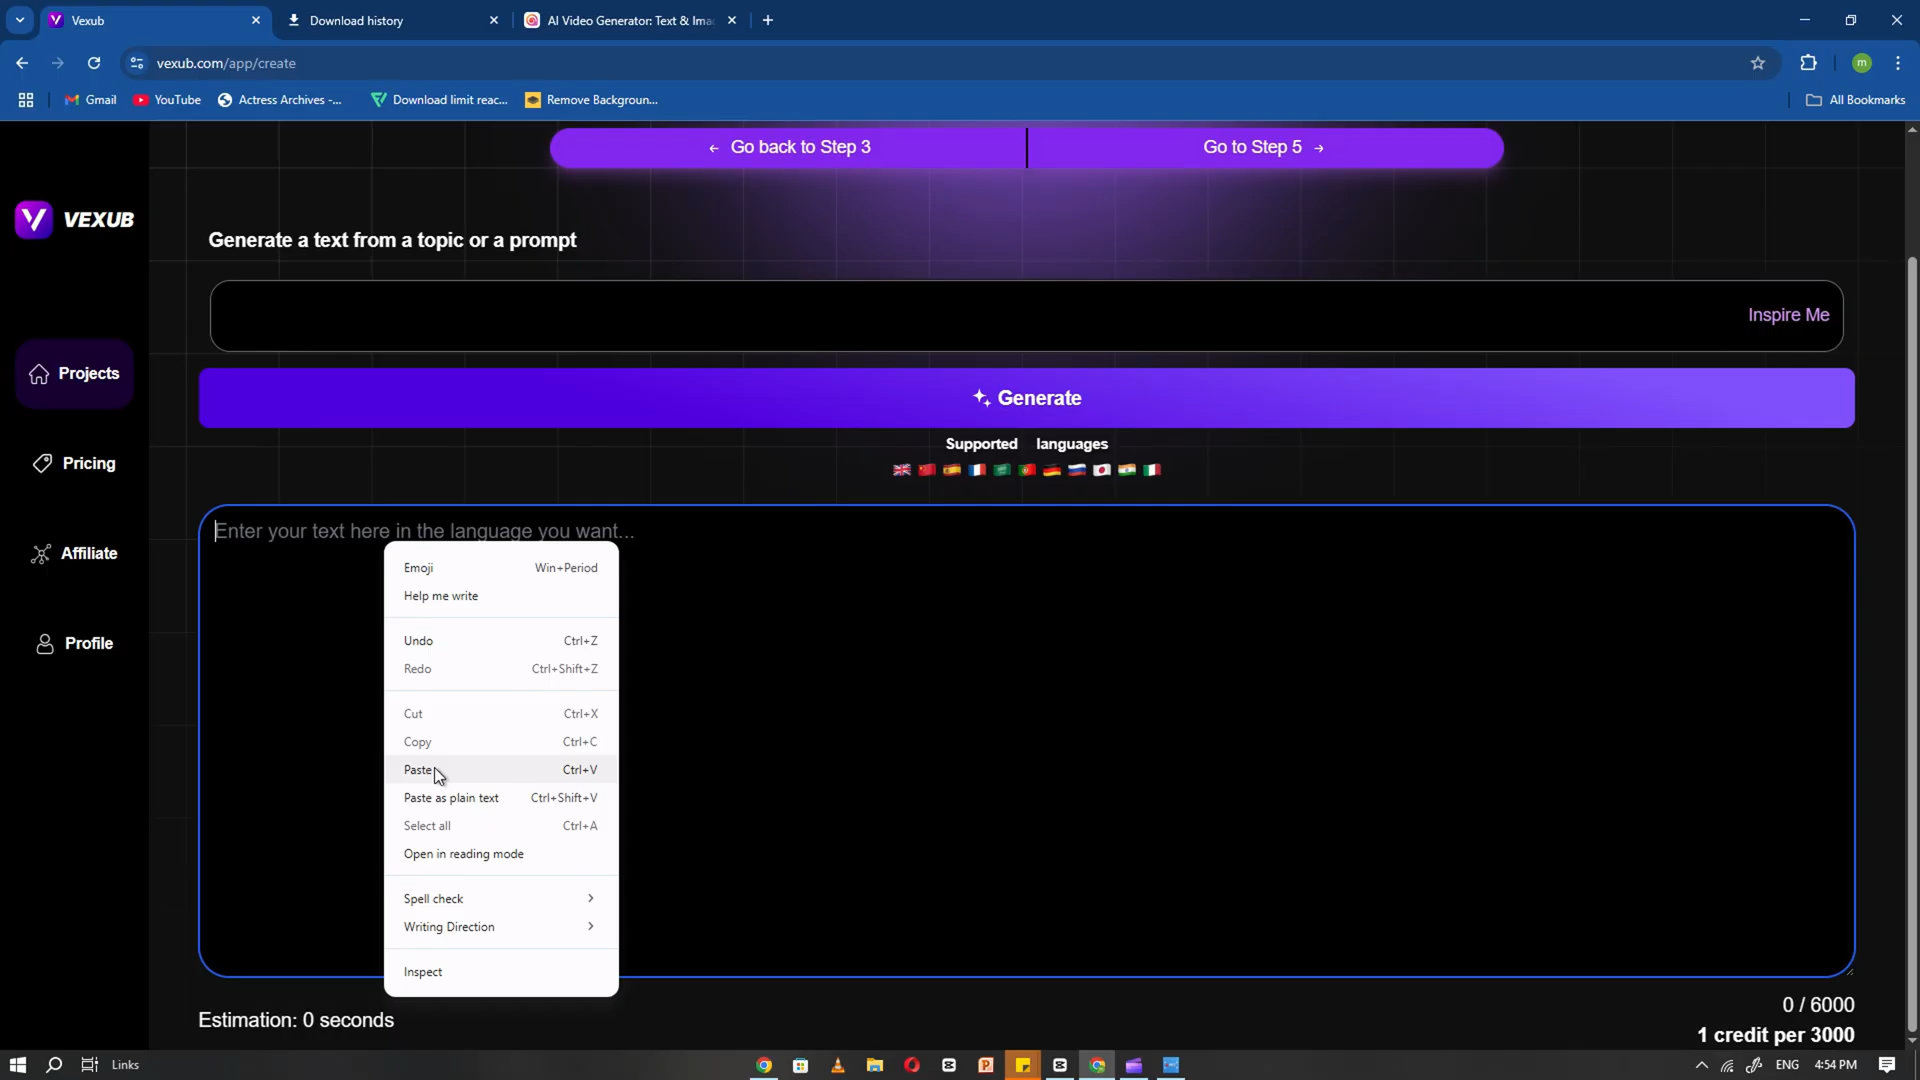 Vexub
Download history
AI Video Generator: Text & Ima
vexub.com/app/create
m
Gmail
YouTube
Actress Archives -...
Download limit reac...
Remove Backgroun...
All Bookmarks
← Go back to Step 3
Go to Step 5 →
VEXUB
Generate a text from a topic or a prompt
Inspire Me
Projects
Generate
Supported languages
Pricing
Enter your text here in the language you want...
Affiliate
Emoji Win+Period
Help me write
Profile
Undo Ctrl+Z
Redo Ctrl+Shift+Z
Cut Ctrl+X
Copy Ctrl+C
Paste Ctrl+V
Paste as plain text Ctrl+Shift+V
Select all Ctrl+A
Open in reading mode
Spell check
Writing Direction
Inspect
Estimation: 0 seconds
0 / 6000
1 credit per 3000
Links
ENG
4:54 PM